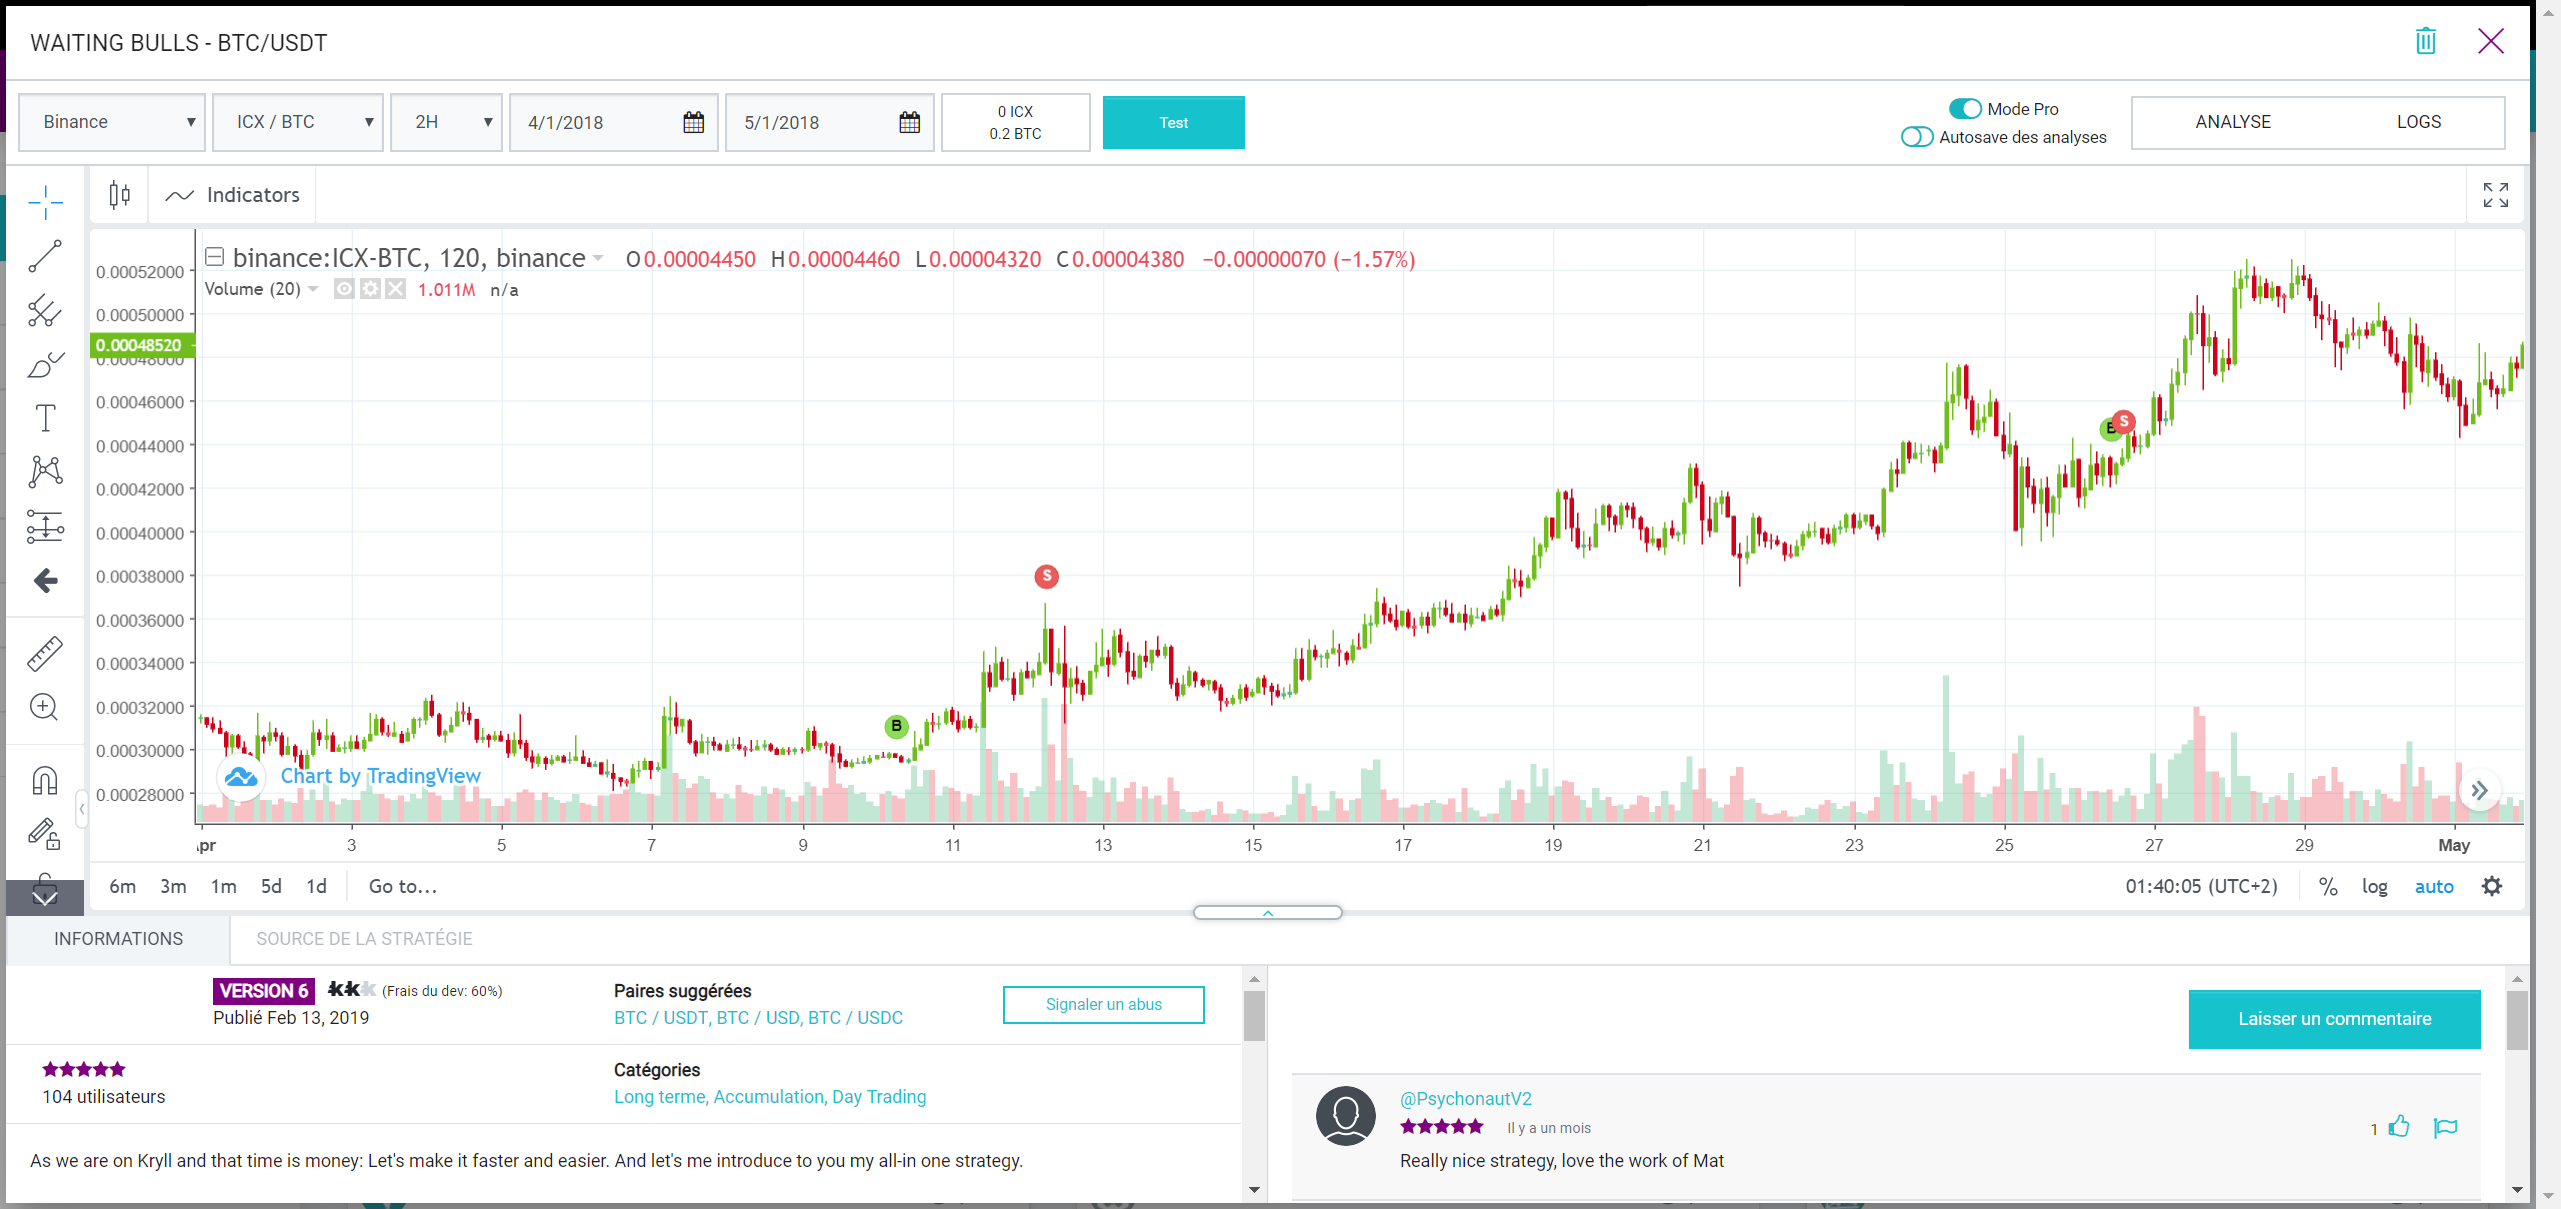 WAITING BULLS - BTC/USDT
Binance
ICX / BTC
2H
4/1/2018
5/1/2018
0 ICX
0.2 BTC
Test
Mode Pro
Autosave des analyses
ANALYSE
LOGS
Indicators
binance:ICX-BTC, 120, binance O0.00004450 H0.00004460 L0.00004320 C0.00004380 −0.00000070 (−1.57%)
Volume (20) 1.011M n/a
0.00052000
0.00050000
0.00048520
0.00048000
0.00046000
0.00044000
0.00042000
0.00040000
0.00038000
0.00036000
0.00034000
0.00032000
0.00030000
0.00028000
B
S
S
B
Chart by TradingView
3 5 7 9 11 13 15 17 19 21 23 25 27 29 May
6m 3m 1m 5d 1d Go to...
01:40:05 (UTC+2) % log auto
INFORMATIONS
SOURCE DE LA STRATÉGIE
VERSION 6 (Frais du dev: 60%)
Publié Feb 13, 2019
Paires suggérées
BTC / USDT, BTC / USD, BTC / USDC
Signaler un abus
104 utilisateurs
Catégories
Long terme, Accumulation, Day Trading
As we are on Kryll and that time is money: Let's make it faster and easier. And let's me introduce to you my all-in one strategy.
Laisser un commentaire
@PsychonautV2
Il y a un mois
1
Really nice strategy, love the work of Mat